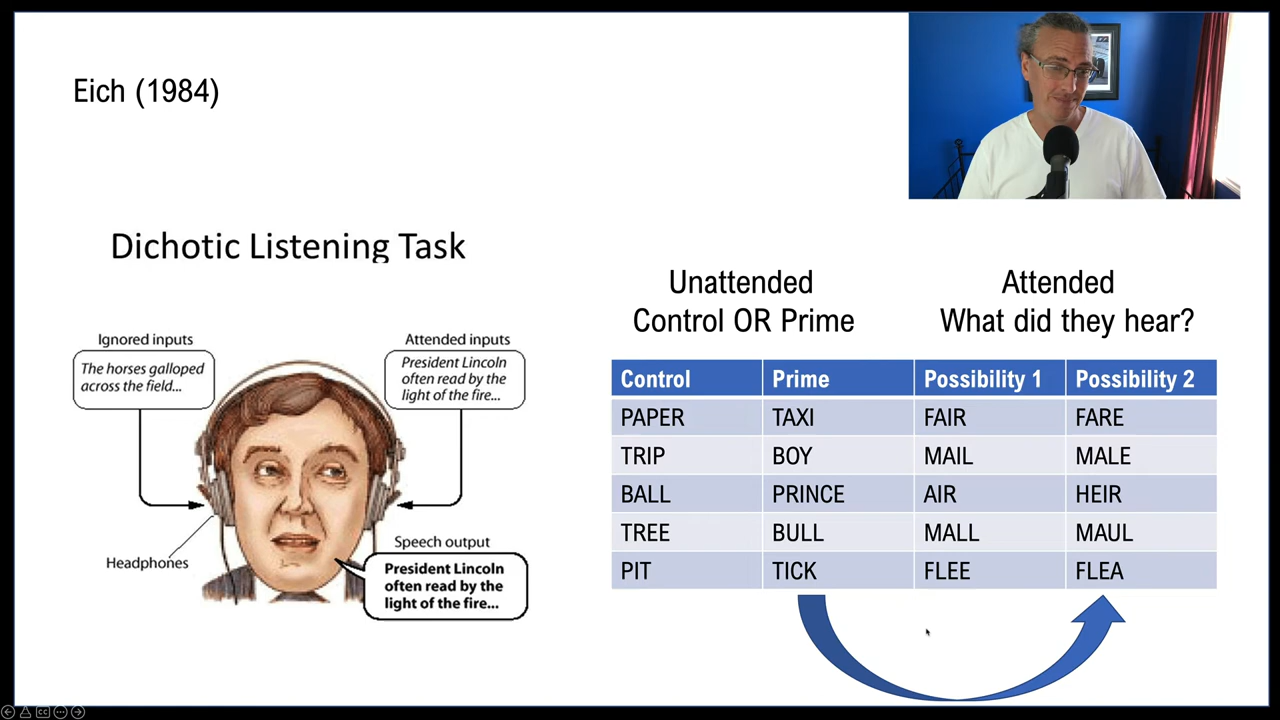 Eich (1984)
Dichotic Listening Task
Ignored inputs
The horses galloped
across the field...
Attended inputs
President Lincoln
often read by the
light of the fire...
Headphones
Speech output
President Lincoln
often read by the
light of the fire...
Unattended
Control OR Prime
Attended
What did they hear?
Control Prime Possibility 1 Possibility 2
PAPER TAXI FAIR FARE
TRIP BOY MAIL MALE
BALL PRINCE AIR HEIR
TREE BULL MALL MAUL
PIT TICK FLEE FLEA